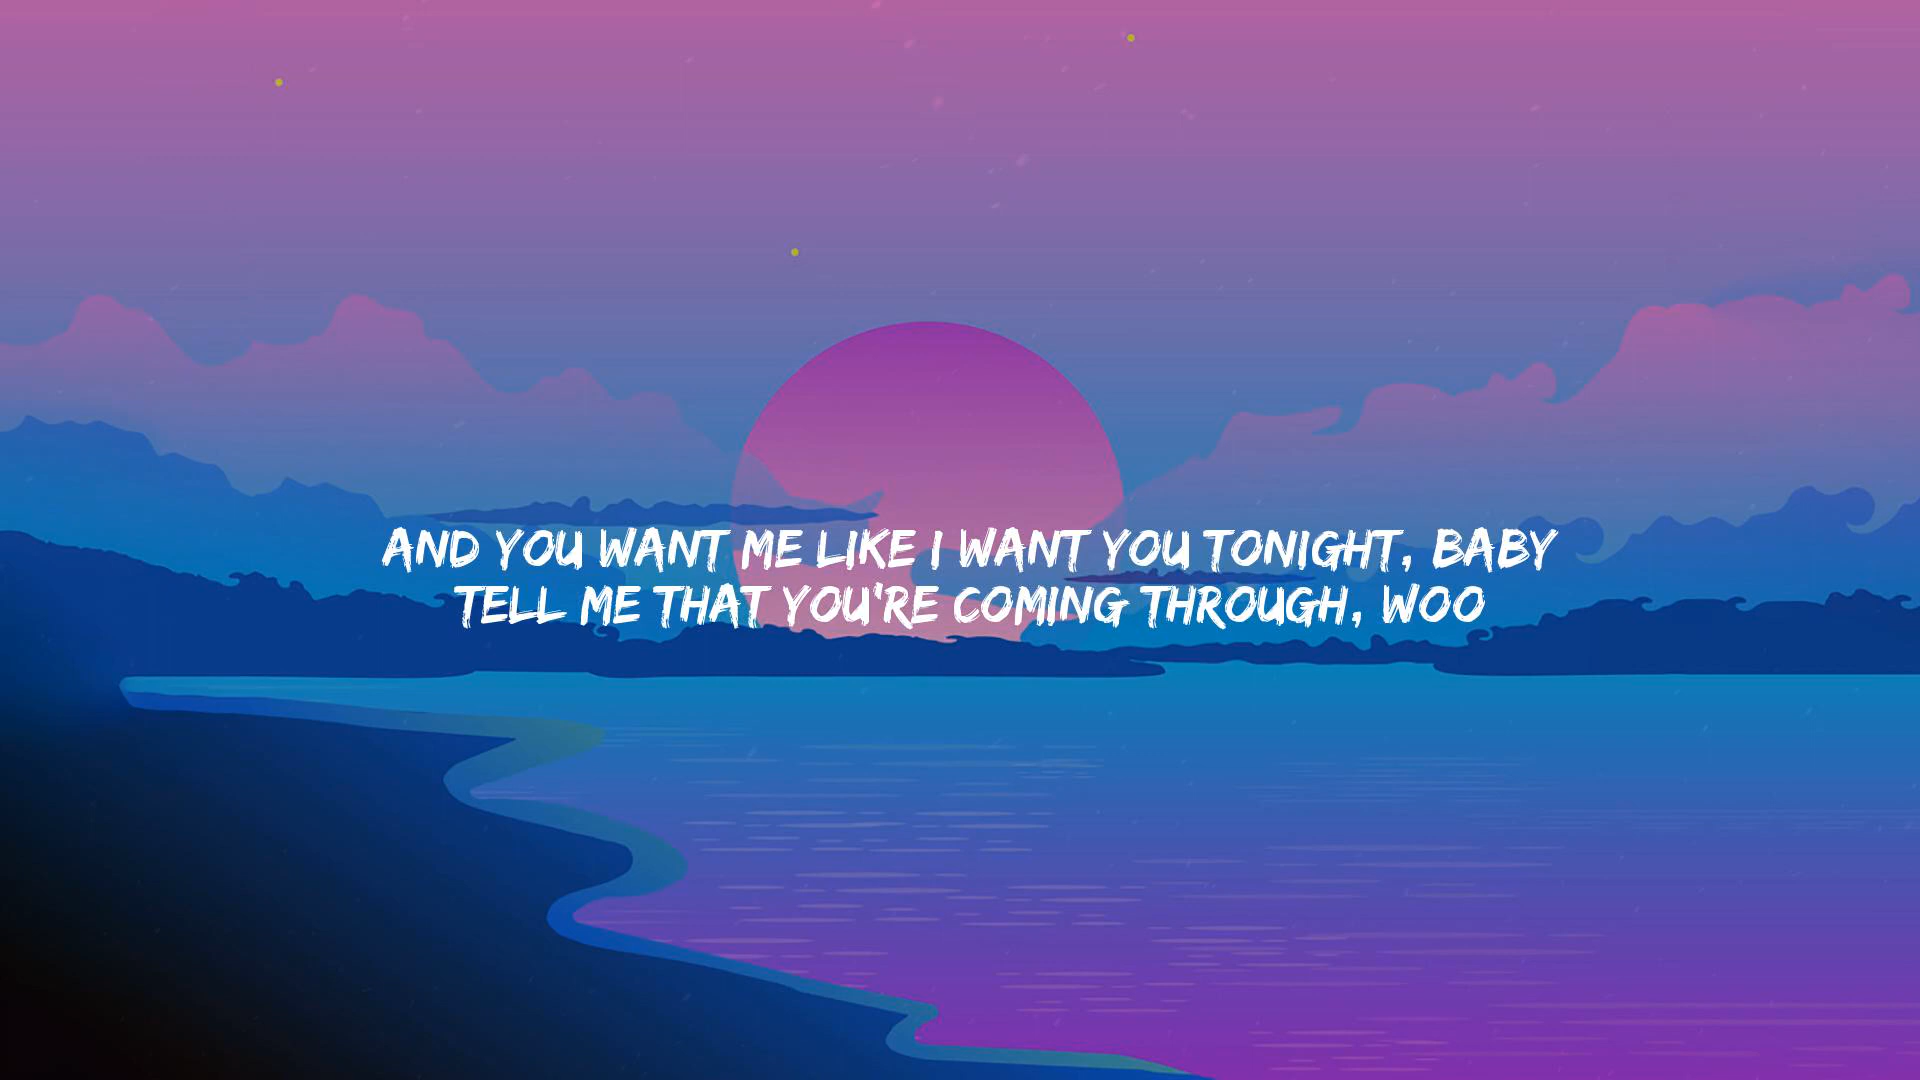 AND YOU WANT ME LIKE I WANT YOU TONIGHT, BABY
TELL ME THAT YOU'RE COMING THROUGH, WOO